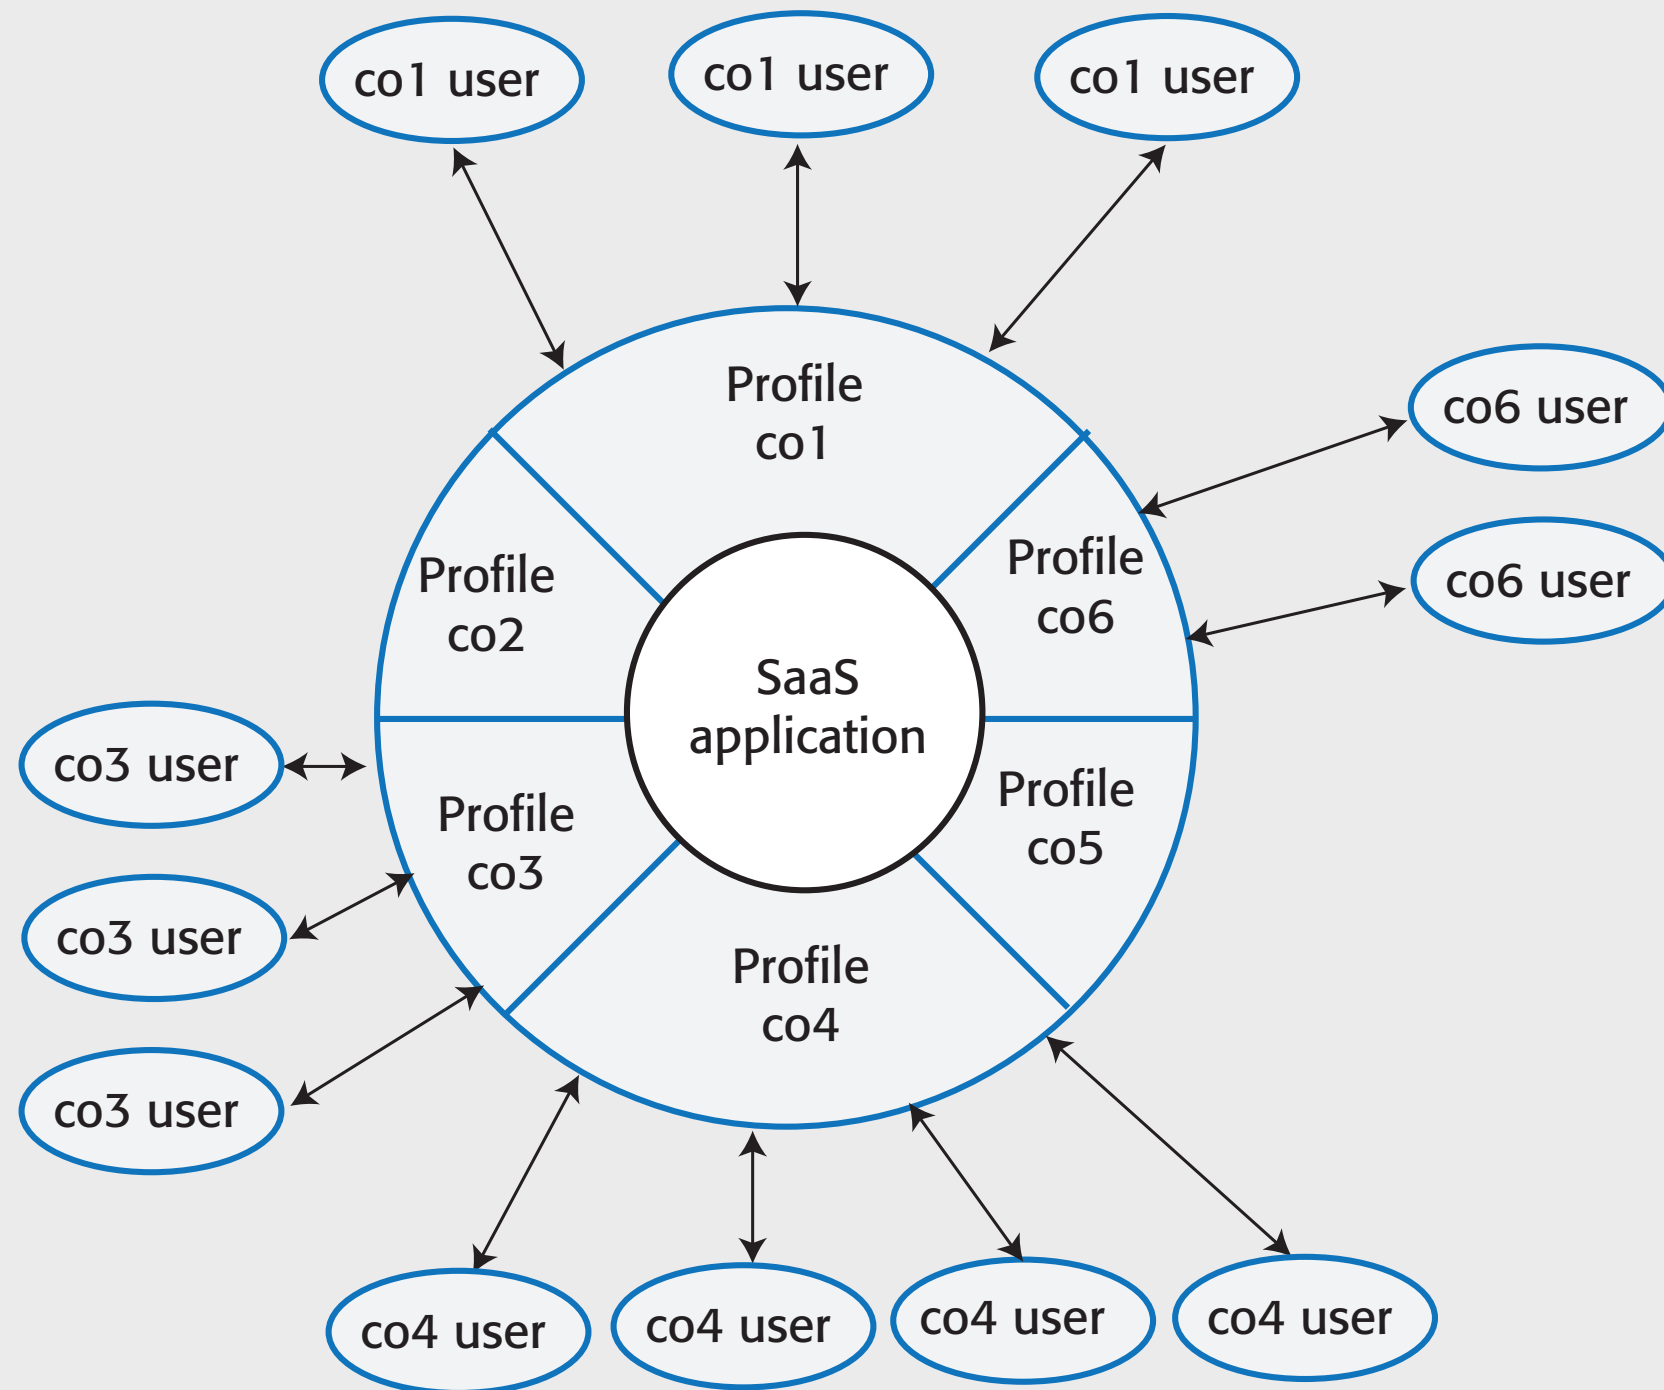 co1 user
co1 user
co1 user
Profile
co1
co6 user
Profile
co6
Profile
co2
co6 user
SaaS
application
co3 user
Profile
co3
Profile
co5
co3 user
Profile
co4
co3 user
co4 user
co4 user
co4 user
co4 user